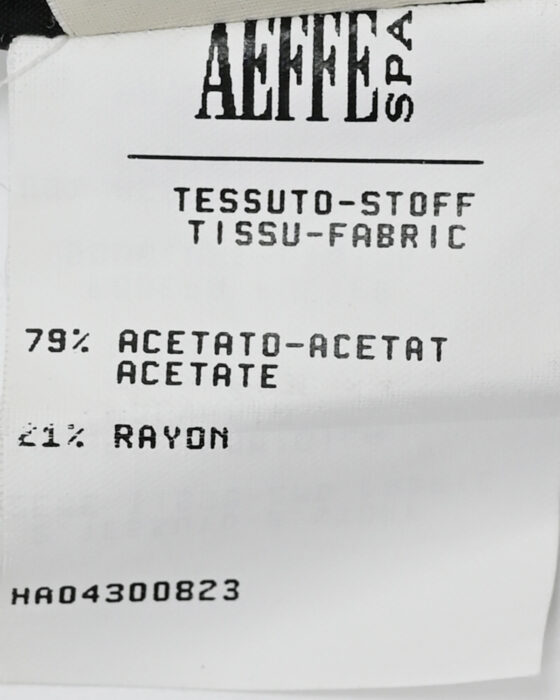 AEFFE SPA
TESSUTO-STOFF
TISSU-FABRIC
79% ACETATO-ACETAT
ACETATE
21% RAYON
HA04300823